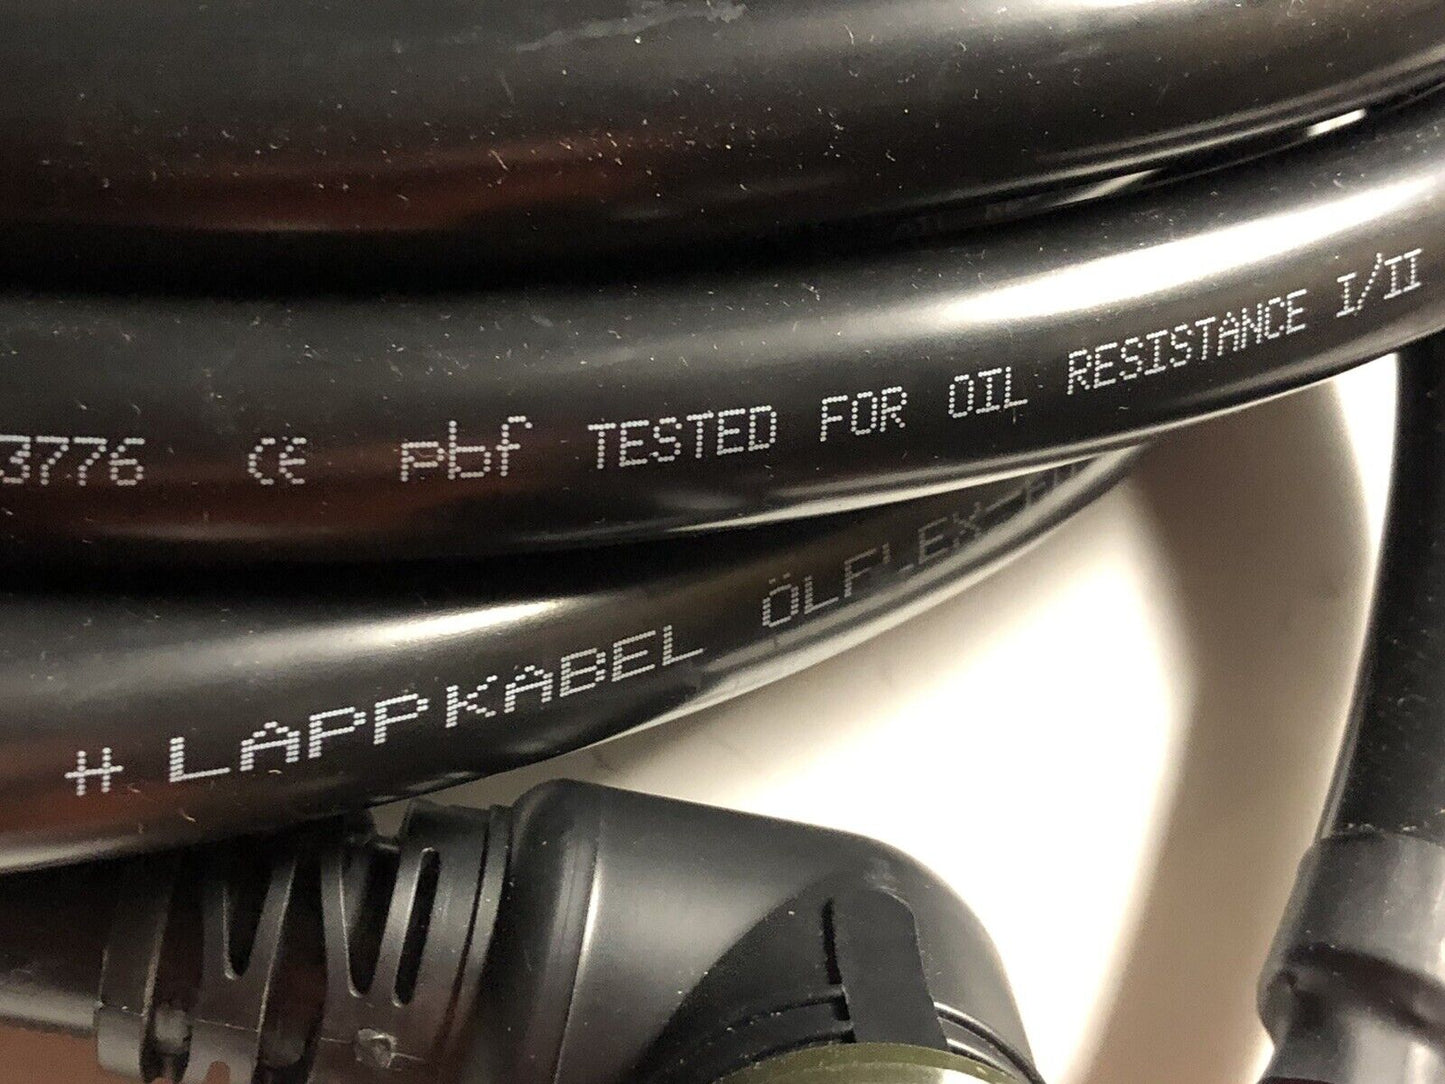 3776 CE pbf TESTED FOR OIL RESISTANCE I/II
# LAPPKABEL ÖLFLEX-